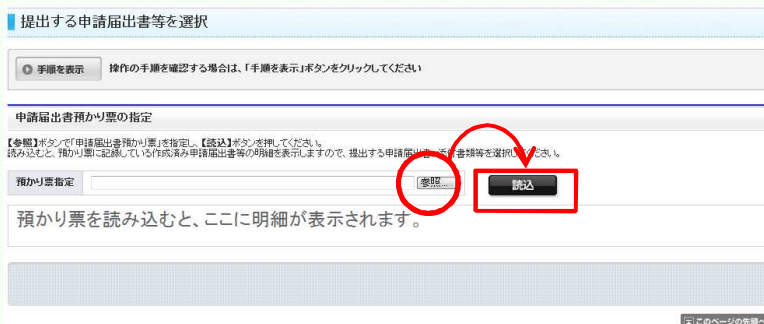 提出する申請届出書等を選択
手順を表示 操作の手順を確認する場合は、「手順を表示」ボタンをクリックしてください
申請届出書預かり票の指定
【参照】ボタンで「申請届出書預かり票」を指定し、【読込】ボタンを押してください。
読み込むと、預かり票に記録している作成済み申請届出書等の明細を表示しますので、提出する申請届出書・添付書類等を選択してください。
預かり票指定 参照... 読込
預かり票を読み込むと、ここに明細が表示されます。
このページの先頭へ